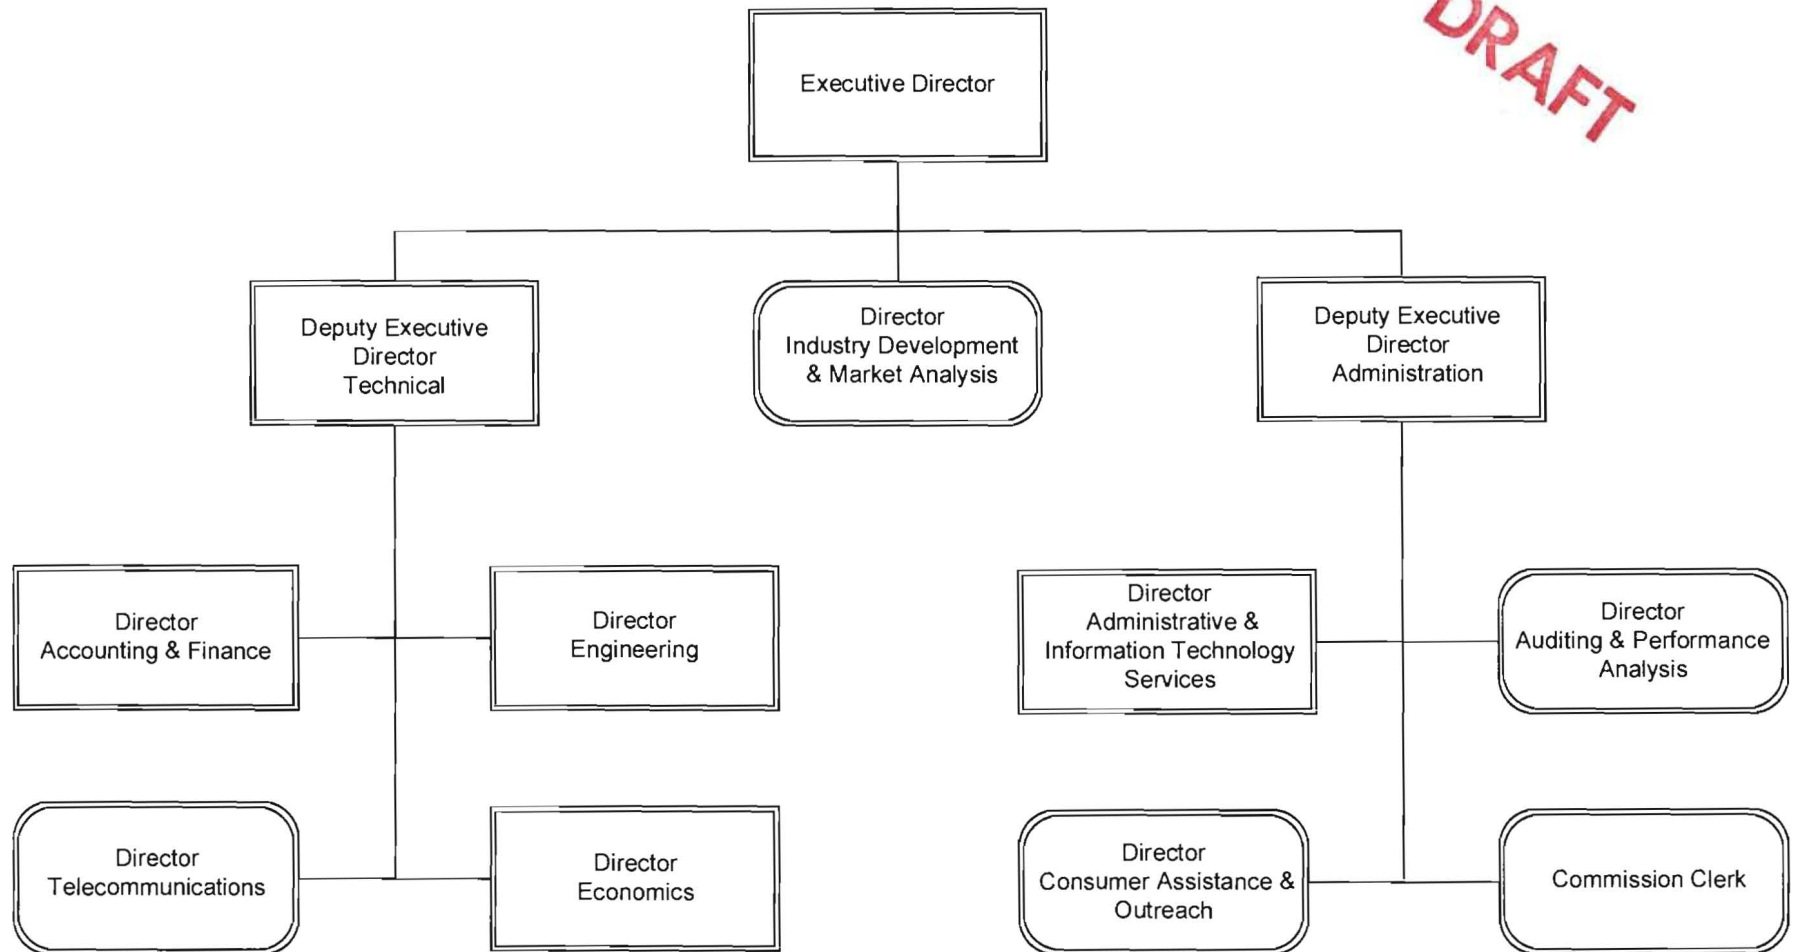 DRAFT
Executive Director
Deputy Executive
Director
Technical
Director
Industry Development
& Market Analysis
Deputy Executive
Director
Administration
Director
Accounting & Finance
Director
Engineering
Director
Administrative &
Information Technology
Services
Director
Auditing & Performance
Analysis
Director
Telecommunications
Director
Economics
Director
Consumer Assistance &
Outreach
Commission Clerk